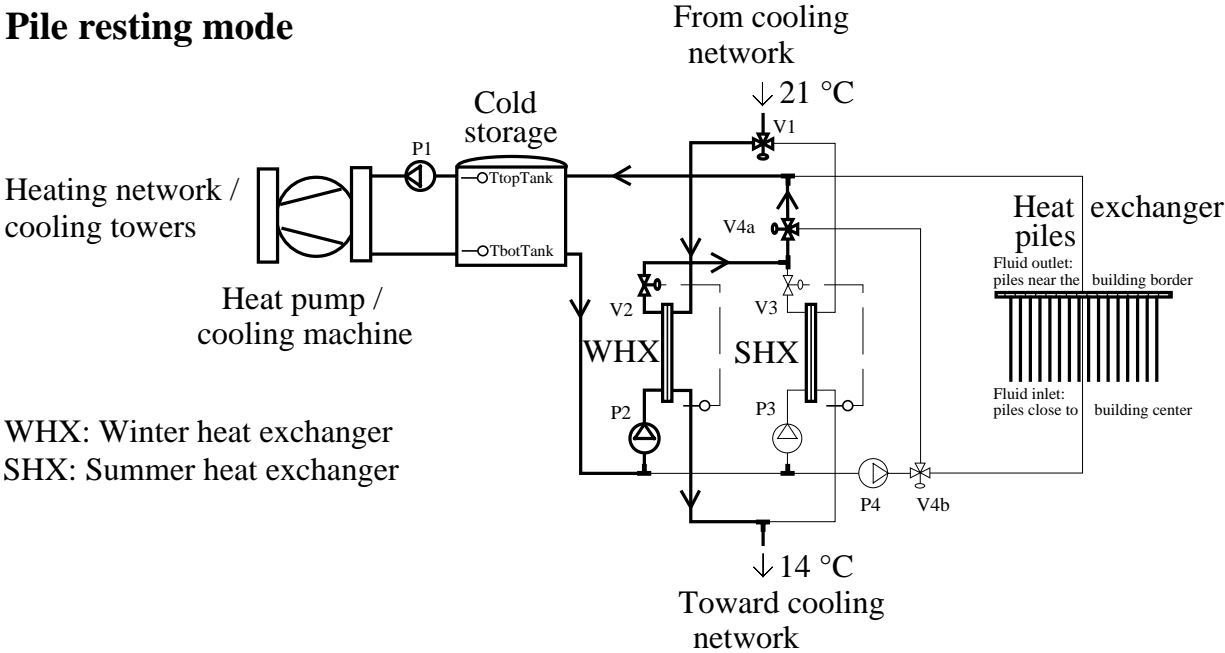 Pile resting mode
From cooling
network
21 °C
V1
Cold
storage
P1
TtopTank
TbotTank
Heating network /
cooling towers
Heat pump /
cooling machine
V4a
Heat exchanger
piles
Fluid outlet:
piles near the building border
Fluid inlet:
piles close to building center
V2
V3
WHX
SHX
P2
P3
WHX: Winter heat exchanger
SHX: Summer heat exchanger
P4
V4b
14 °C
Toward cooling
network